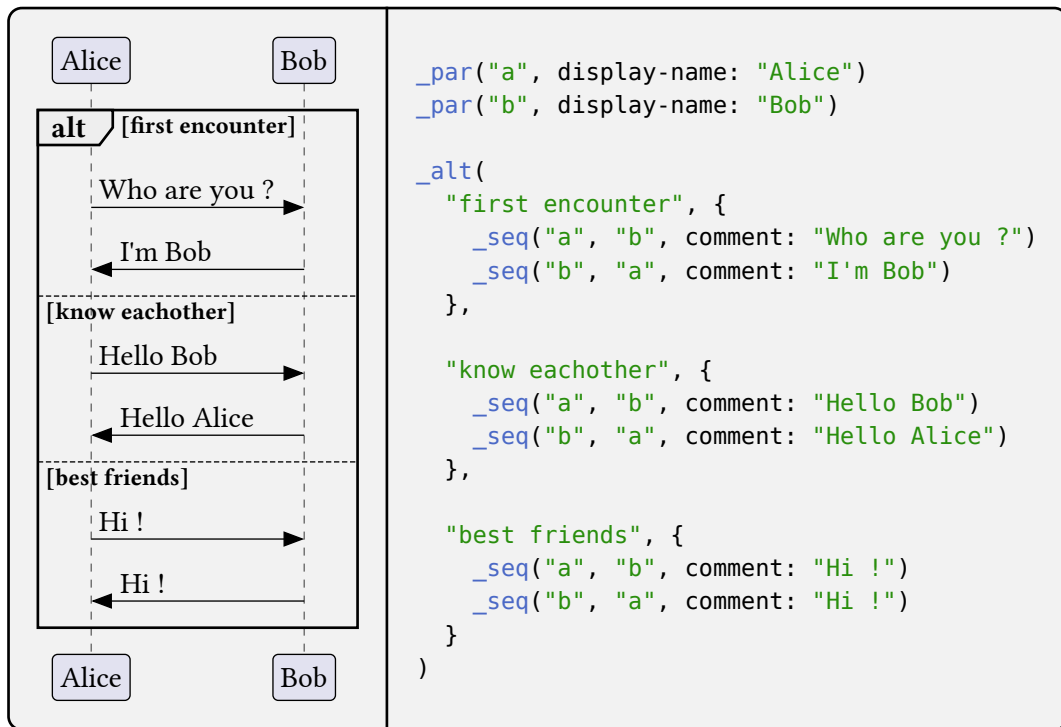 Alice Bob
alt [first encounter]
Who are you ?
I'm Bob
[know eachother]
Hello Bob
Hello Alice
[best friends]
Hi !
Hi !
Alice Bob
_par("a", display-name: "Alice")
_par("b", display-name: "Bob")
_alt(
  "first encounter", {
    _seq("a", "b", comment: "Who are you ?")
    _seq("b", "a", comment: "I'm Bob")
  },
  "know eachother", {
    _seq("a", "b", comment: "Hello Bob")
    _seq("b", "a", comment: "Hello Alice")
  },
  "best friends", {
    _seq("a", "b", comment: "Hi !")
    _seq("b", "a", comment: "Hi !")
  }
)